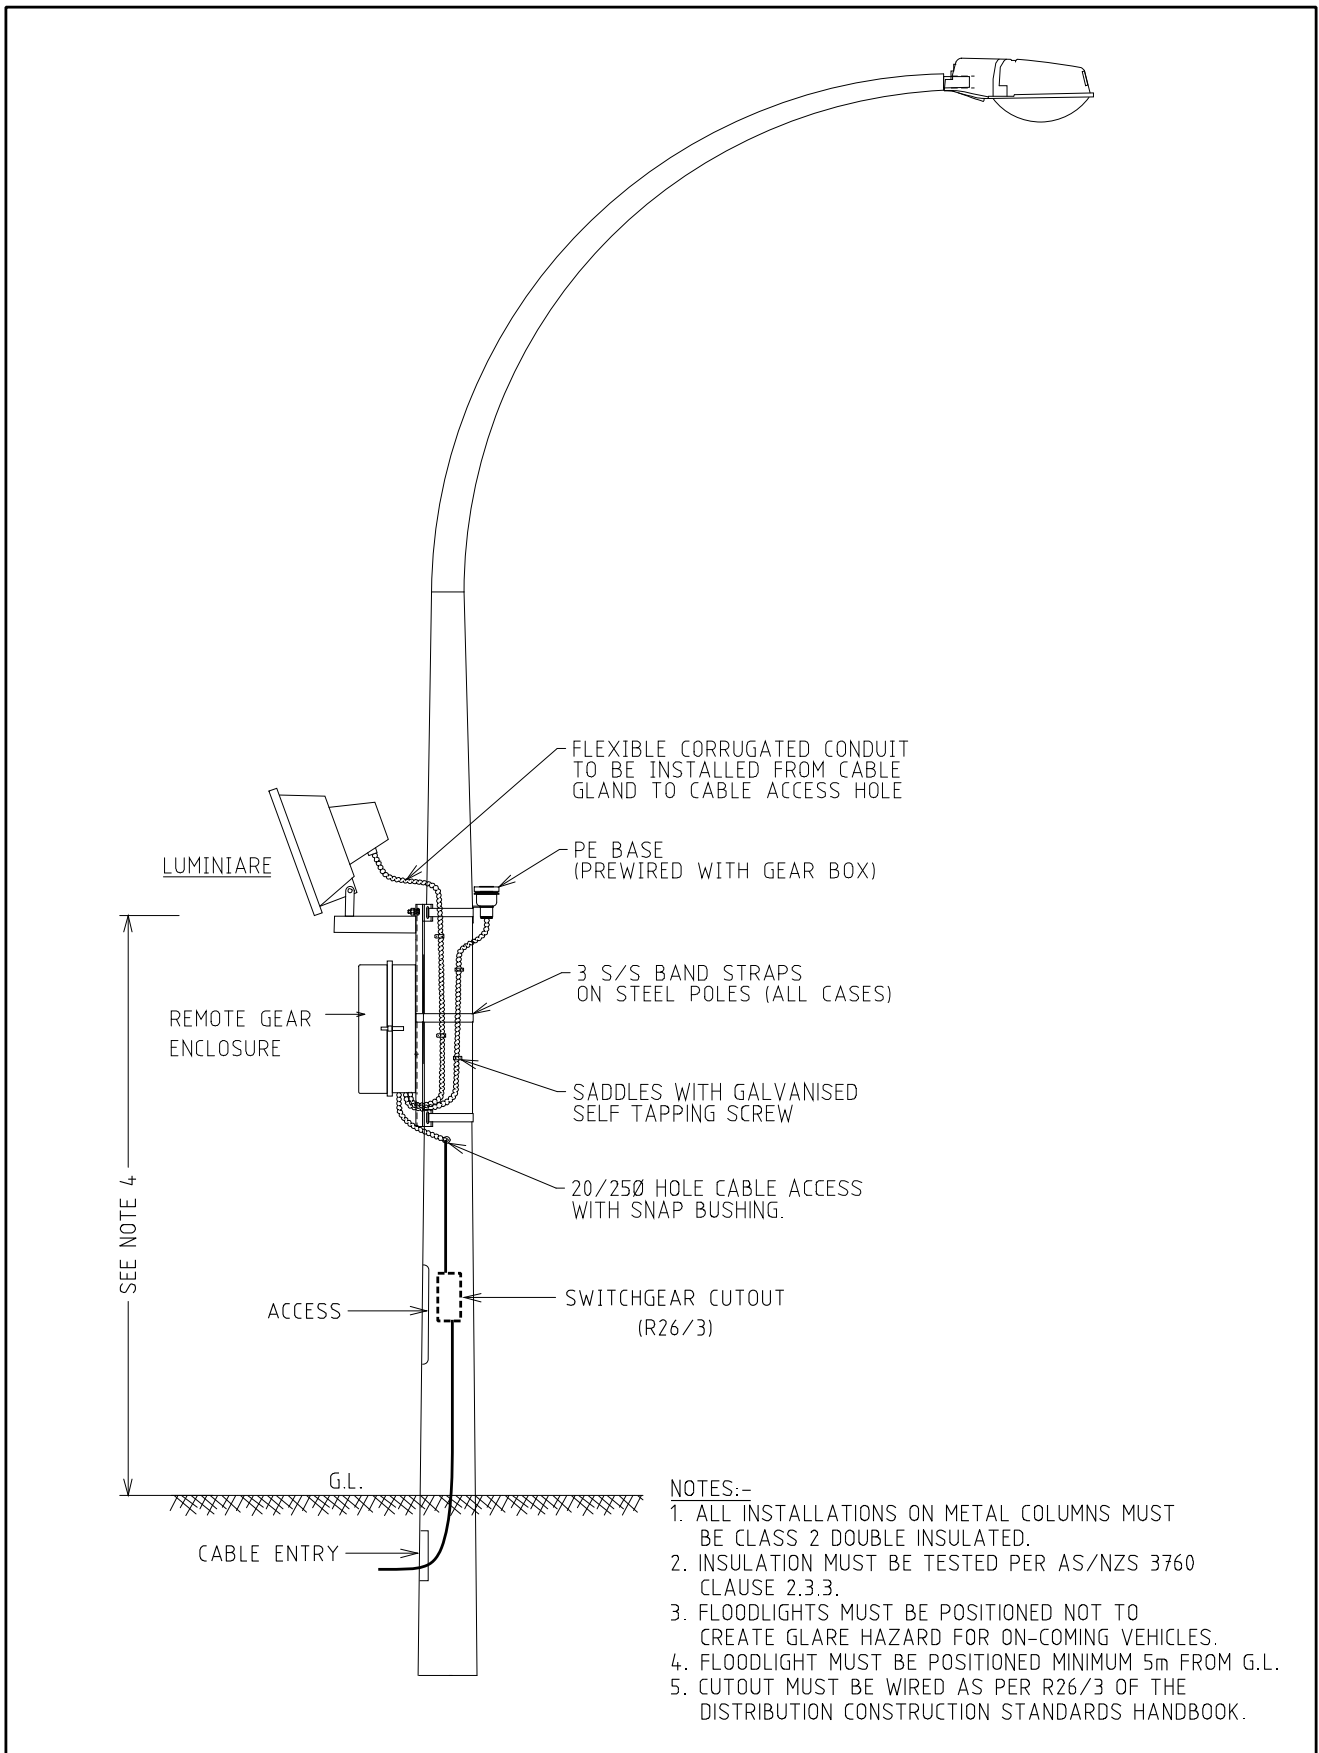 FLEXIBLE CORRUGATED CONDUIT
TO BE INSTALLED FROM CABLE
GLAND TO CABLE ACCESS HOLE
PE BASE
(PREWIRED WITH GEAR BOX)
LUMINIARE
3 S/S BAND STRAPS
ON STEEL POLES (ALL CASES)
REMOTE GEAR
ENCLOSURE
SADDLES WITH GALVANISED
SELF TAPPING SCREW
20/25Ø HOLE CABLE ACCESS
WITH SNAP BUSHING.
SEE NOTE 4
ACCESS
SWITCHGEAR CUTOUT
(R26/3)
G.L.
CABLE ENTRY
NOTES:-
1. ALL INSTALLATIONS ON METAL COLUMNS MUST
BE CLASS 2 DOUBLE INSULATED.
2. INSULATION MUST BE TESTED PER AS/NZS 3760
CLAUSE 2.3.3.
3. FLOODLIGHTS MUST BE POSITIONED NOT TO
CREATE GLARE HAZARD FOR ON-COMING VEHICLES.
4. FLOODLIGHT MUST BE POSITIONED MINIMUM 5m FROM G.L.
5. CUTOUT MUST BE WIRED AS PER R26/3 OF THE
DISTRIBUTION CONSTRUCTION STANDARDS HANDBOOK.